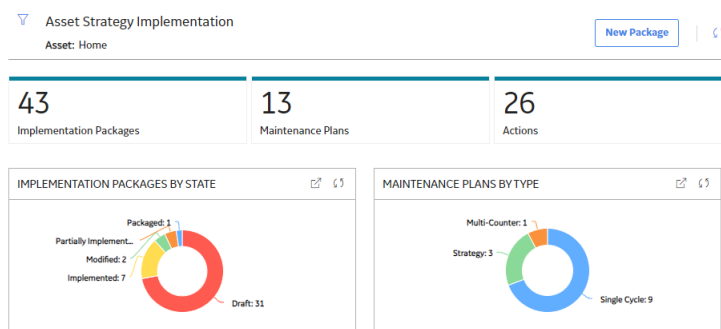 Asset Strategy Implementation
Asset: Home
New Package
43
Implementation Packages
13
Maintenance Plans
26
Actions
IMPLEMENTATION PACKAGES BY STATE
Packaged: 1
Partially Implement...
Modified: 2
Implemented: 7
Draft: 31
MAINTENANCE PLANS BY TYPE
Multi-Counter: 1
Strategy: 3
Single Cycle: 9